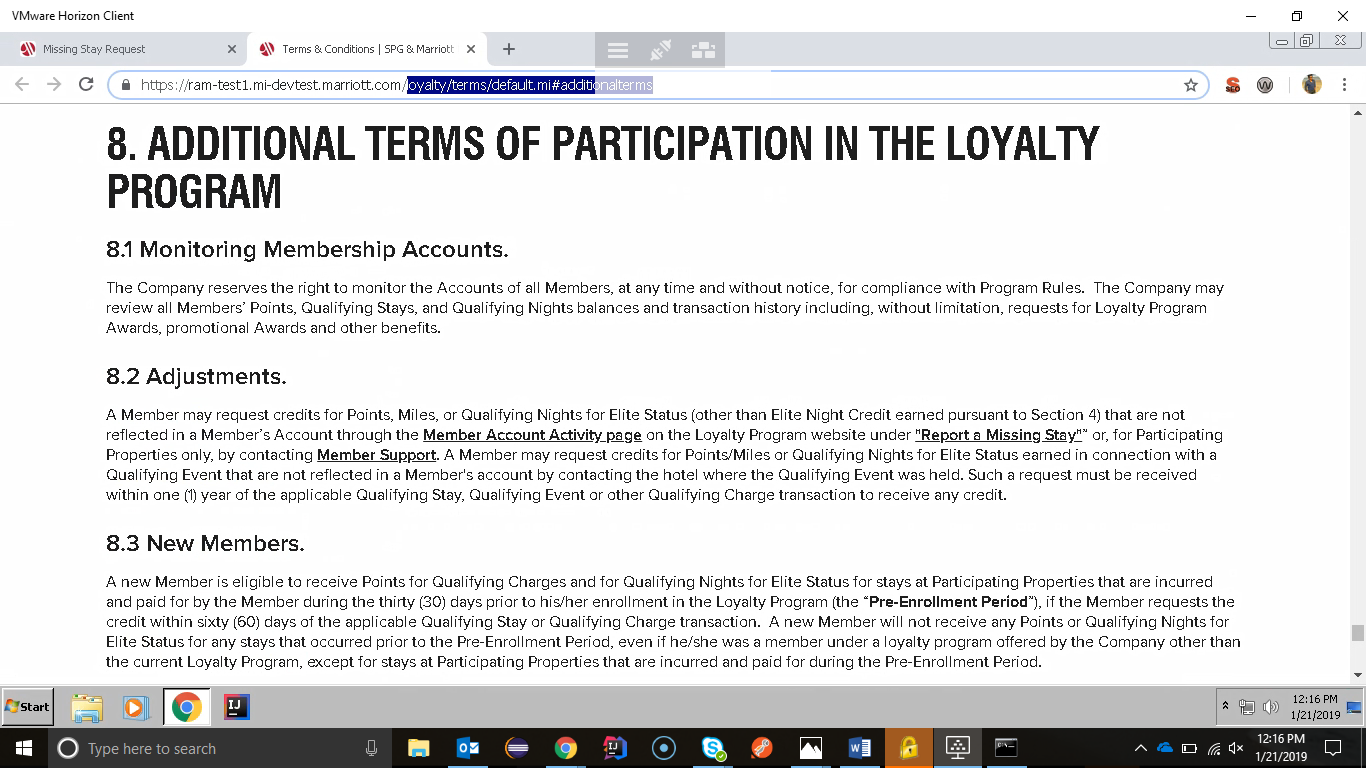 VMware Horizon Client
Missing Stay Request
Terms & Conditions | SPG & Marriott
https://ram-test1.mi-devtest.marriott.com/loyalty/terms/default.mi#additionalterms
8. ADDITIONAL TERMS OF PARTICIPATION IN THE LOYALTY
PROGRAM
8.1 Monitoring Membership Accounts.
The Company reserves the right to monitor the Accounts of all Members, at any time and without notice, for compliance with Program Rules.  The Company may
review all Members' Points, Qualifying Stays, and Qualifying Nights balances and transaction history including, without limitation, requests for Loyalty Program
Awards, promotional Awards and other benefits.
8.2 Adjustments.
A Member may request credits for Points, Miles, or Qualifying Nights for Elite Status (other than Elite Night Credit earned pursuant to Section 4) that are not
reflected in a Member's Account through the Member Account Activity page on the Loyalty Program website under "Report a Missing Stay"” or, for Participating
Properties only, by contacting Member Support. A Member may request credits for Points/Miles or Qualifying Nights for Elite Status earned in connection with a
Qualifying Event that are not reflected in a Member's account by contacting the hotel where the Qualifying Event was held. Such a request must be received
within one (1) year of the applicable Qualifying Stay, Qualifying Event or other Qualifying Charge transaction to receive any credit.
8.3 New Members.
A new Member is eligible to receive Points for Qualifying Charges and for Qualifying Nights for Elite Status for stays at Participating Properties that are incurred
and paid for by the Member during the thirty (30) days prior to his/her enrollment in the Loyalty Program (the “Pre-Enrollment Period”), if the Member requests the
credit within sixty (60) days of the applicable Qualifying Stay or Qualifying Charge transaction.  A new Member will not receive any Points or Qualifying Nights for
Elite Status for any stays that occurred prior to the Pre-Enrollment Period, even if he/she was a member under a loyalty program offered by the Company other than
the current Loyalty Program, except for stays at Participating Properties that are incurred and paid for during the Pre-Enrollment Period.
Start
12:16 PM
1/21/2019
Type here to search
12:16 PM
1/21/2019